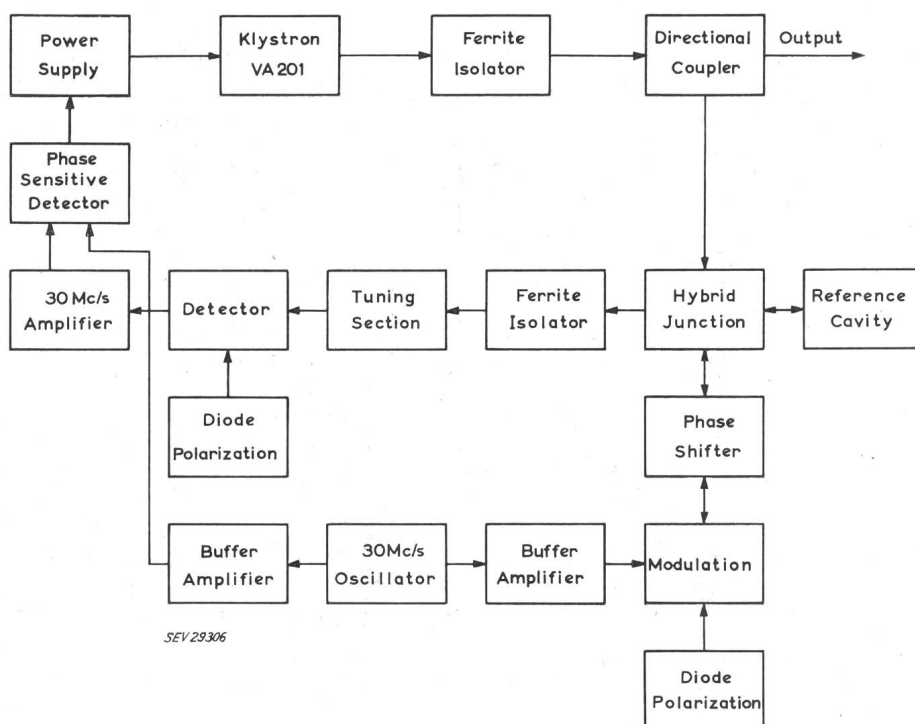 Power
Supply
Klystron
VA 201
Ferrite
Isolator
Directional
Coupler
Output
Phase
Sensitive
Detector
30 Mc/s
Amplifier
Detector
Tuning
Section
Ferrite
Isolator
Hybrid
Junction
Reference
Cavity
Diode
Polarization
Phase
Shifter
Buffer
Amplifier
30Mc/s
Oscillator
Buffer
Amplifier
Modulation
SEV 29306
Diode
Polarization